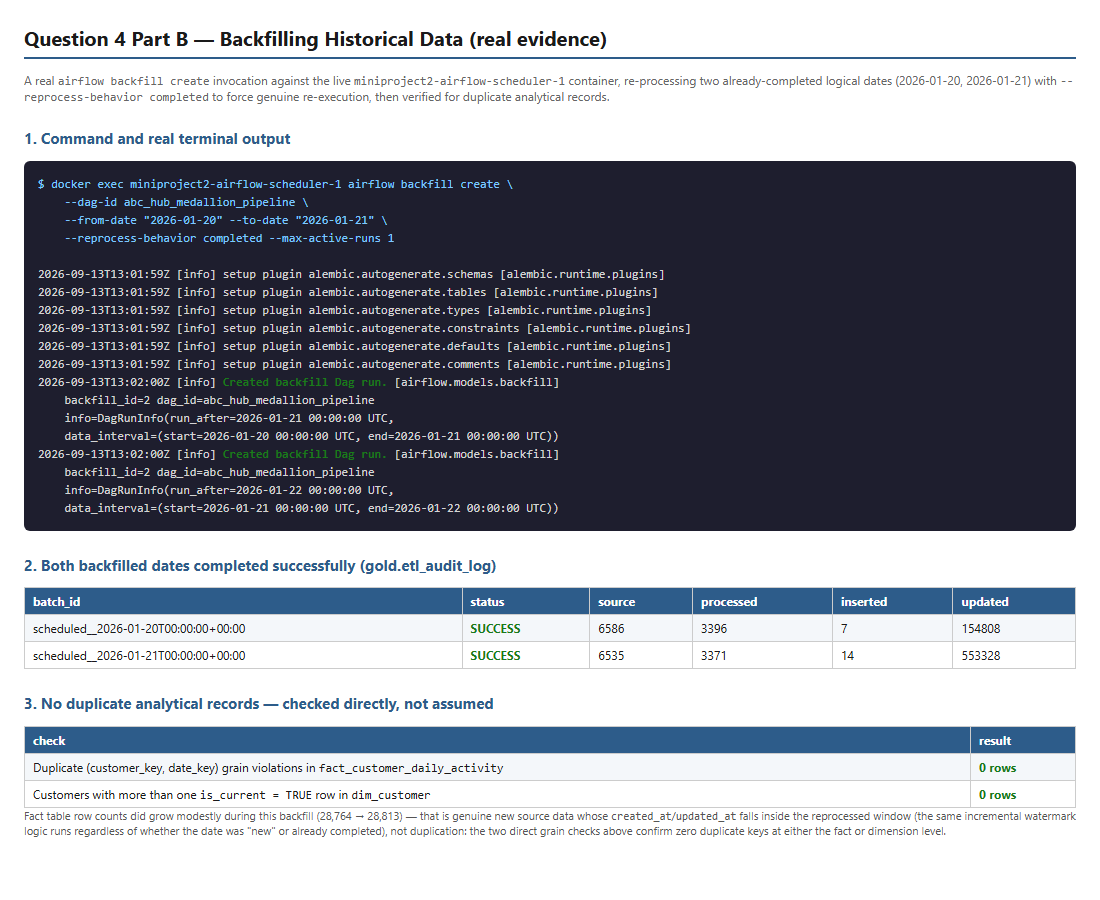 Question 4 Part B — Backfilling Historical Data (real evidence)
A real airflow backfill create invocation against the live miniproject2-airflow-scheduler-1 container, re-processing two already-completed logical dates (2026-01-20, 2026-01-21) with --
reprocess-behavior completed to force genuine re-execution, then verified for duplicate analytical records.
1. Command and real terminal output
$ docker exec miniproject2-airflow-scheduler-1 airflow backfill create \
--dag-id abc_hub_medallion_pipeline \
--from-date "2026-01-20" --to-date "2026-01-21" \
--reprocess-behavior completed --max-active-runs 1
2026-09-13T13:01:59Z [info] setup plugin alembic.autogenerate.schemas [alembic.runtime.plugins]
2026-09-13T13:01:59Z [info] setup plugin alembic.autogenerate.tables [alembic.runtime.plugins]
2026-09-13T13:01:59Z [info] setup plugin alembic.autogenerate.types [alembic.runtime.plugins]
2026-09-13T13:01:59Z [info] setup plugin alembic.autogenerate.constraints [alembic.runtime.plugins]
2026-09-13T13:01:59Z [info] setup plugin alembic.autogenerate.defaults [alembic.runtime.plugins]
2026-09-13T13:01:59Z [info] setup plugin alembic.autogenerate.comments [alembic.runtime.plugins]
2026-09-13T13:02:00Z [info] Created backfill Dag run. [airflow.models.backfill]
backfill_id=2 dag_id=abc_hub_medallion_pipeline
info=DagRunInfo(run_after=2026-01-21 00:00:00 UTC,
data_interval=(start=2026-01-20 00:00:00 UTC, end=2026-01-21 00:00:00 UTC))
2026-09-13T13:02:00Z [info] Created backfill Dag run. [airflow.models.backfill]
backfill_id=2 dag_id=abc_hub_medallion_pipeline
info=DagRunInfo(run_after=2026-01-22 00:00:00 UTC,
data_interval=(start=2026-01-21 00:00:00 UTC, end=2026-01-22 00:00:00 UTC))
2. Both backfilled dates completed successfully (gold.etl_audit_log)
batch_id status source processed inserted updated
scheduled__2026-01-20T00:00:00+00:00 SUCCESS 6586 3396 7 154808
scheduled__2026-01-21T00:00:00+00:00 SUCCESS 6535 3371 14 553328
3. No duplicate analytical records — checked directly, not assumed
check result
Duplicate (customer_key, date_key) grain violations in fact_customer_daily_activity 0 rows
Customers with more than one is_current = TRUE row in dim_customer 0 rows
Fact table row counts did grow modestly during this backfill (28,764 → 28,813) — that is genuine new source data whose created_at/updated_at falls inside the reprocessed window (the same incremental watermark
logic runs regardless of whether the date was "new" or already completed), not duplication: the two direct grain checks above confirm zero duplicate keys at either the fact or dimension level.